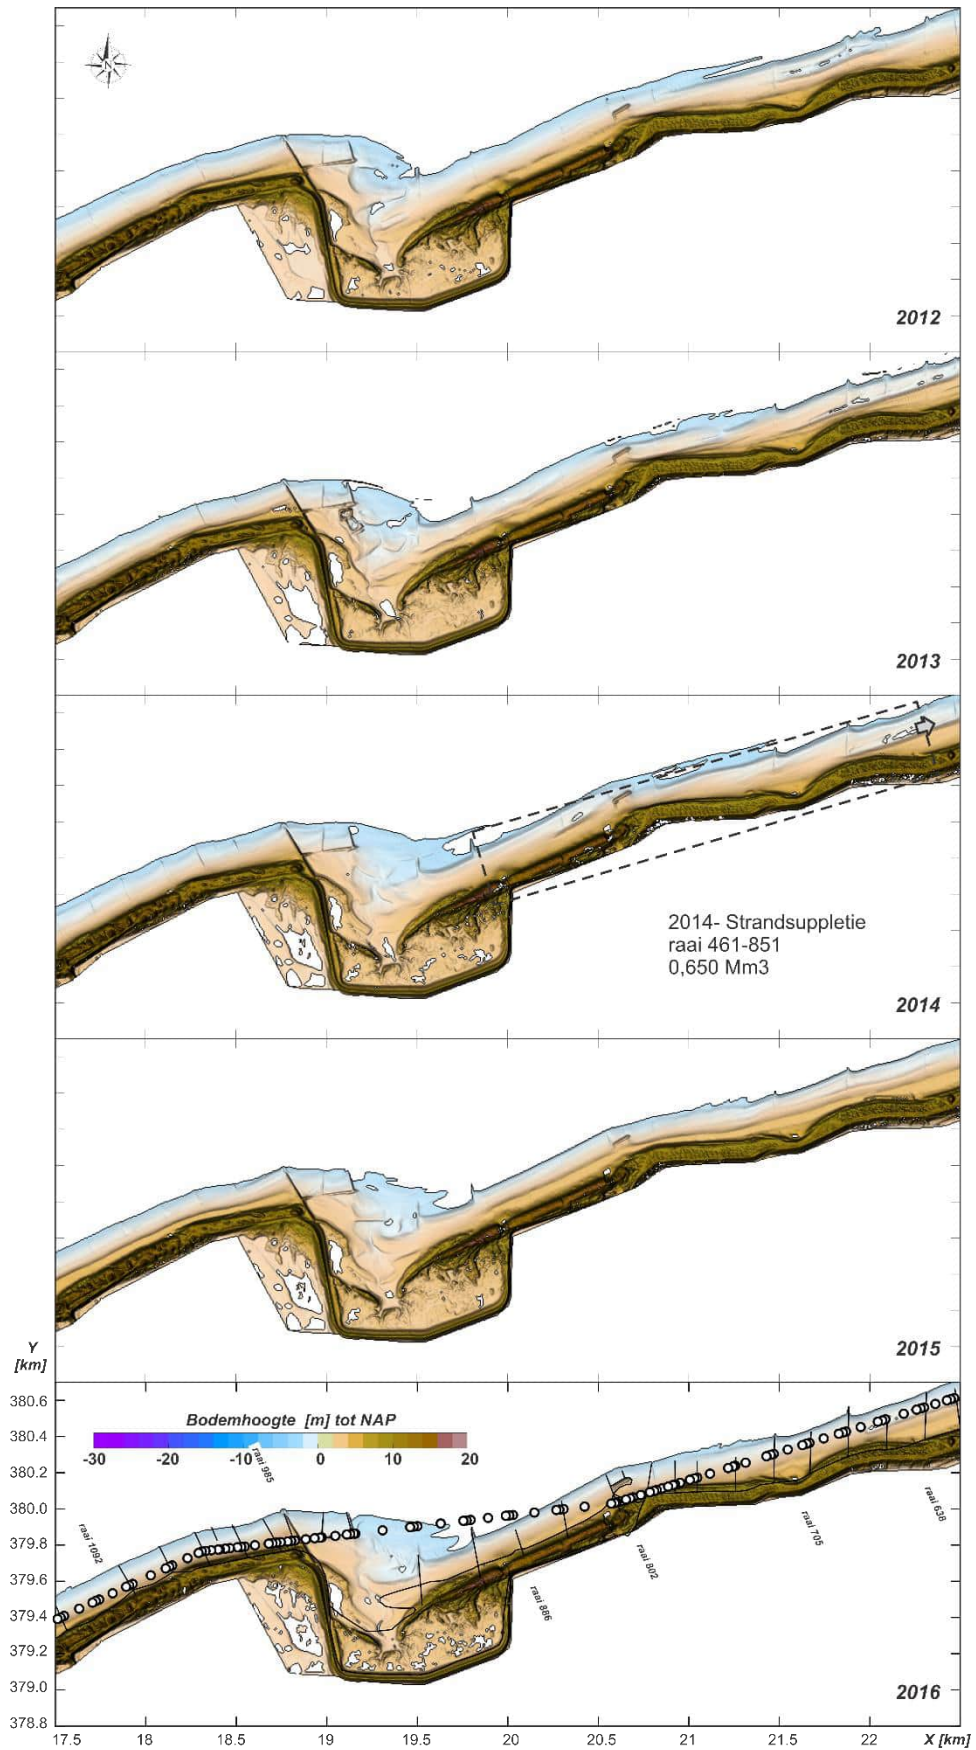 N
2012
2013
2014- Strandsuppletie
raai 461-851
0,650 Mm3
2014
2015
Y
[km]
380.6
380.4
380.2
380.0
379.8
379.6
379.4
379.2
379.0
378.8
Bodemhoogte [m] tot NAP
-30 -20 -10 0 10 20
raai 985
raai 1092
raai 886
raai 802
raai 705
raai 638
2016
17.5 18 18.5 19 19.5 20 20.5 21 21.5 22 X [km]